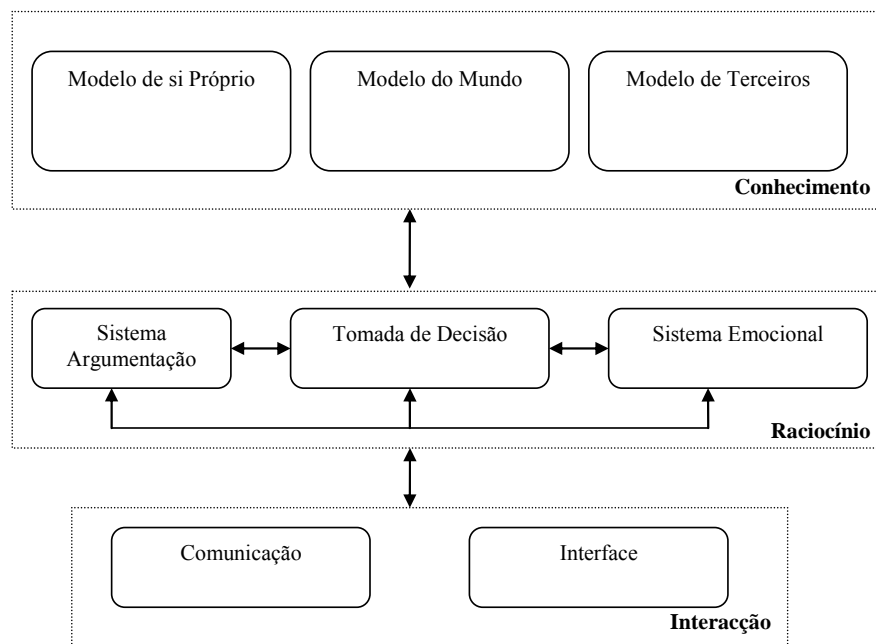 Modelo de si Próprio
Modelo do Mundo
Modelo de Terceiros
Conhecimento
Sistema
Argumentação
Tomada de Decisão
Sistema Emocional
Raciocínio
Comunicação
Interface
Interacção